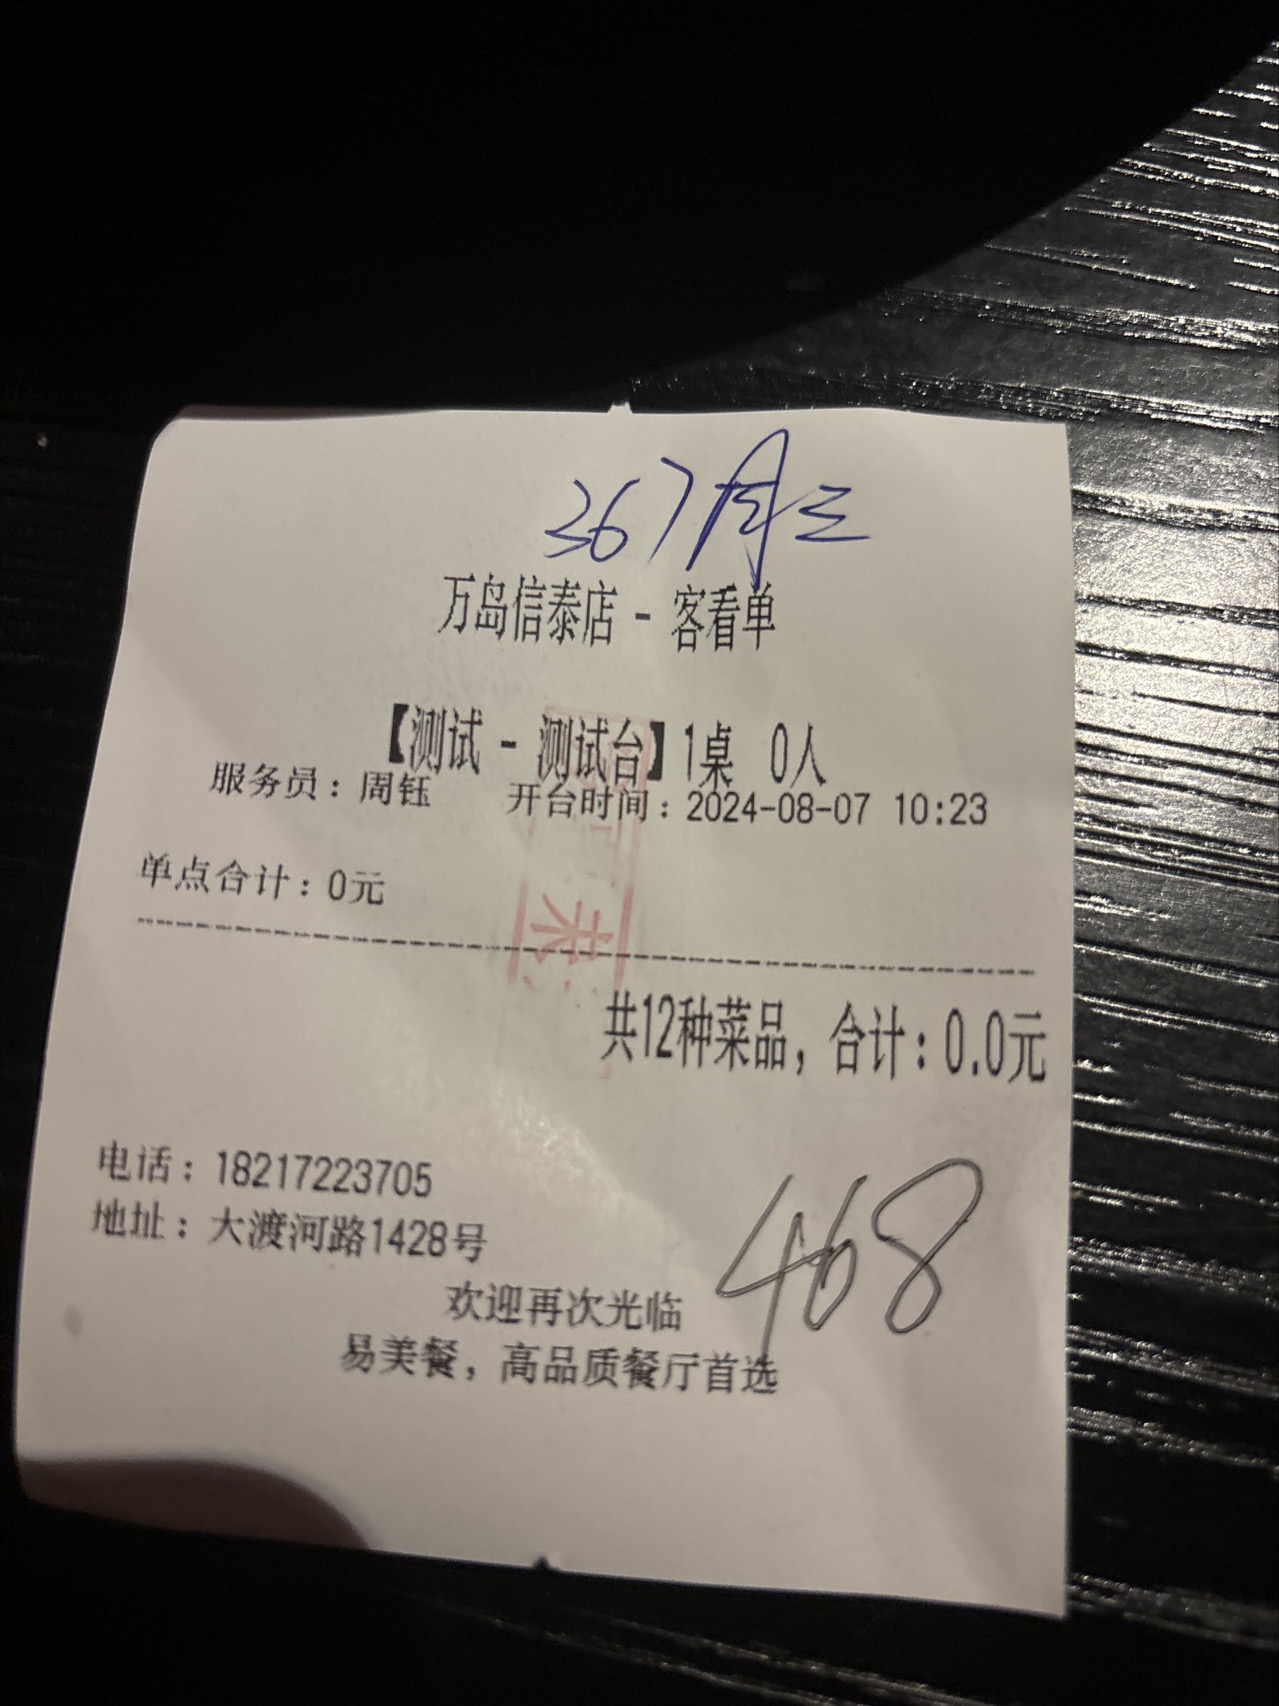 367周三
万岛信泰店 - 客看单
【测试 - 测试台】1桌 0人
服务员：周钰 开台时间：2024-08-07 10:23
单点合计：0元
共12种菜品，合计：0.0元
电话：18217223705
地址：大渡河路1428号
468
欢迎再次光临
易美餐，高品质餐厅首选